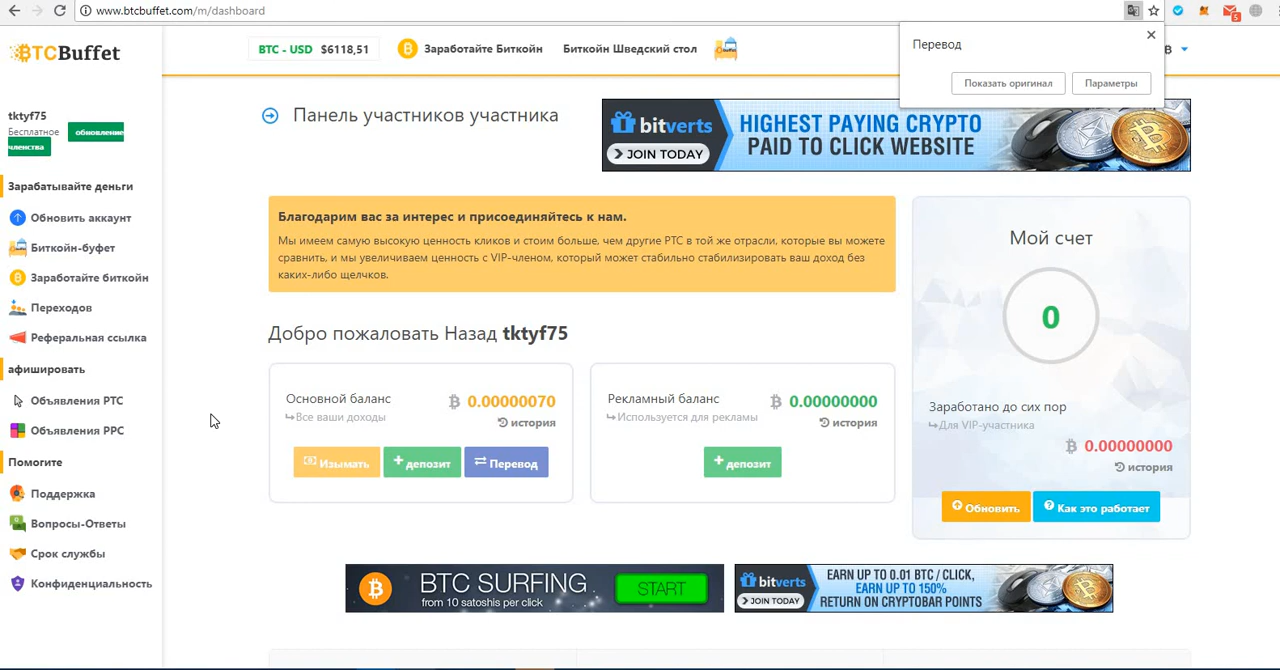 www.btcbuffet.com/m/dashboard
5
Перевод
Показать оригинал
Параметры
BTCBuffet
BTC - USD $6118,51
Заработайте Биткойн
Биткойн Шведский стол
в
tktyf75
Бесплатное обновление
членства
Зарабатывайте деньги
Обновить аккаунт
Биткойн-буфет
Заработайте биткойн
Переходов
Реферальная ссылка
афишировать
Объявления PTC
Объявления PPC
Помогите
Поддержка
Вопросы-Ответы
Срок службы
Конфиденциальность
Панель участников участника
bitverts
JOIN TODAY
HIGHEST PAYING CRYPTO
PAID TO CLICK WEBSITE
Благодарим вас за интерес и присоединяйтесь к нам.
Мы имеем самую высокую ценность кликов и стоим больше, чем другие PTC в той же отрасли, которые вы можете
сравнить, и мы увеличиваем ценность с VIP-членом, который может стабильно стабилизировать ваш доход без
каких-либо щелчков.
Добро пожаловать Назад tktyf75
Основной баланс
0.00000070
Все ваши доходы
история
Изымать
депозит
Перевод
Рекламный баланс
0.00000000
Используется для рекламы
история
депозит
Мой счет
0
Заработано до сих пор
Для VIP-участника
0.00000000
история
Обновить
Как это работает
BTC SURFING
from 10 satoshis per click
START
bitverts
JOIN TODAY
EARN UP TO 0.01 BTC / CLICK,
EARN UP TO 150%
RETURN ON CRYPTOBAR POINTS